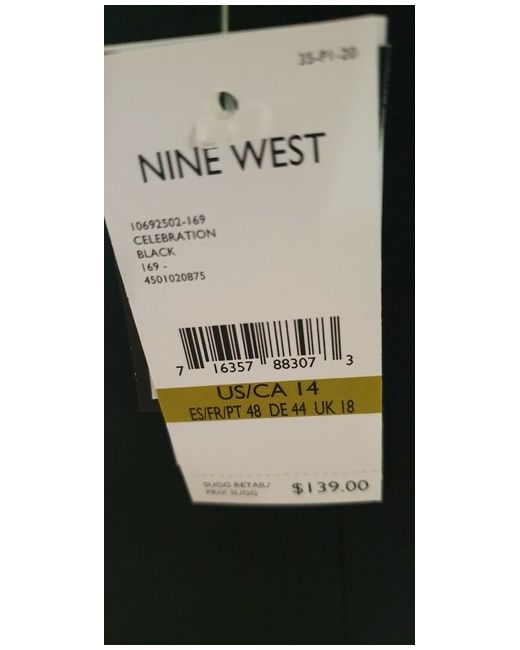 35-P1-20
NINE WEST
10692502-169
CELEBRATION
BLACK
169 -
4501020875
7 16357 88307 3
US/CA 14
ES/FR/PT 48 DE 44 UK 18
SUGG RETAIL/
PRIX SUGG
$139.00